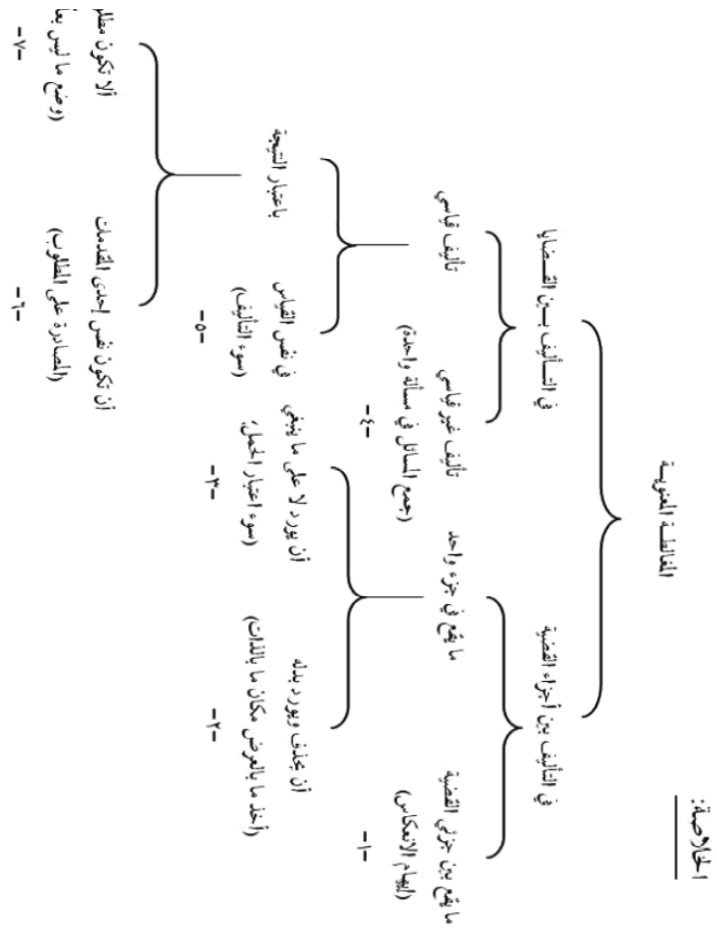 الخلاصة:
المغالطة المعنوية
في التأليف بين أجزاء القضية
في التأليف بين القضايا
ما يقع بين جزئي القضية
(إيهام الانعكاس)
-١-
ما يقع في جزء واحد
تأليف غير قياسي
(جمع المسائل في مسألة واحدة)
-٤-
تأليف قياسي
أن يحذف ويورد بدله
(أخذ ما بالعرض مكان ما بالذات)
-٢-
أن يورد لا على ما ينبغي
(سوء اعتبار الحمل)
-٣-
في نفس القياس
(سوء التأليف)
-٥-
باعتبار النتيجة
أن تكون نفس إحدى المقدمات
(المصادرة على المطلوب)
-٦-
ألا تكون
(وضع ما ليس
-٧-